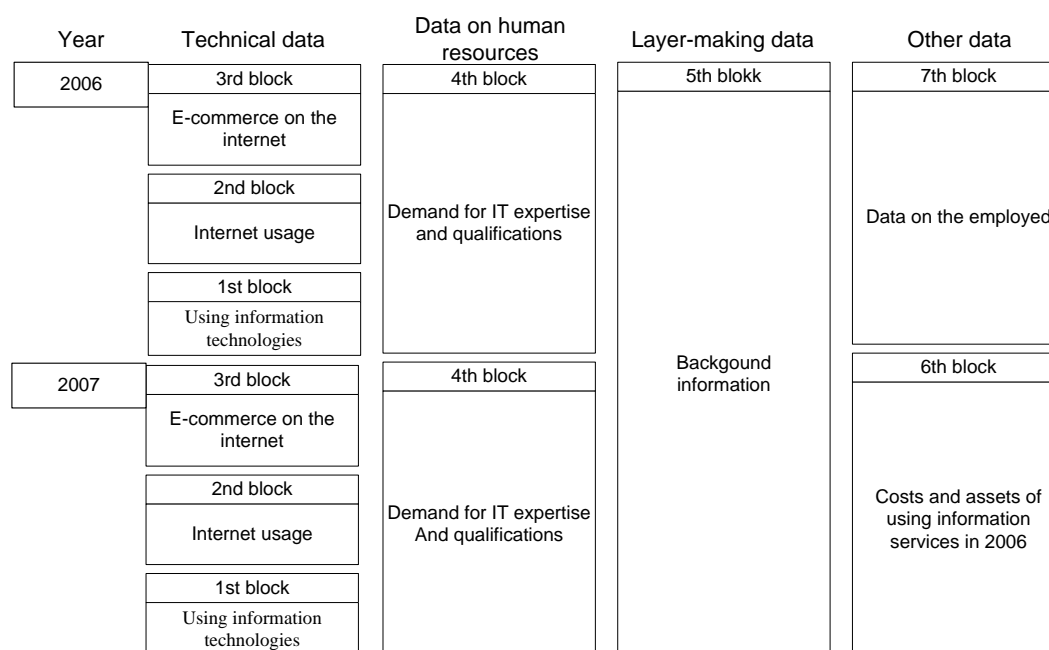 Year
Technical data
Data on human
resources
Layer-making data
Other data
2006
3rd block
E-commerce on the
internet
2nd block
Internet usage
1st block
Using information
technologies
4th block
Demand for IT expertise
and qualifications
5th blokk
Backgound
information
7th block
Data on the employed
2007
3rd block
E-commerce on the
internet
2nd block
Internet usage
1st block
Using information
technologies
4th block
Demand for IT expertise
And qualifications
6th block
Costs and assets of
using information
services in 2006